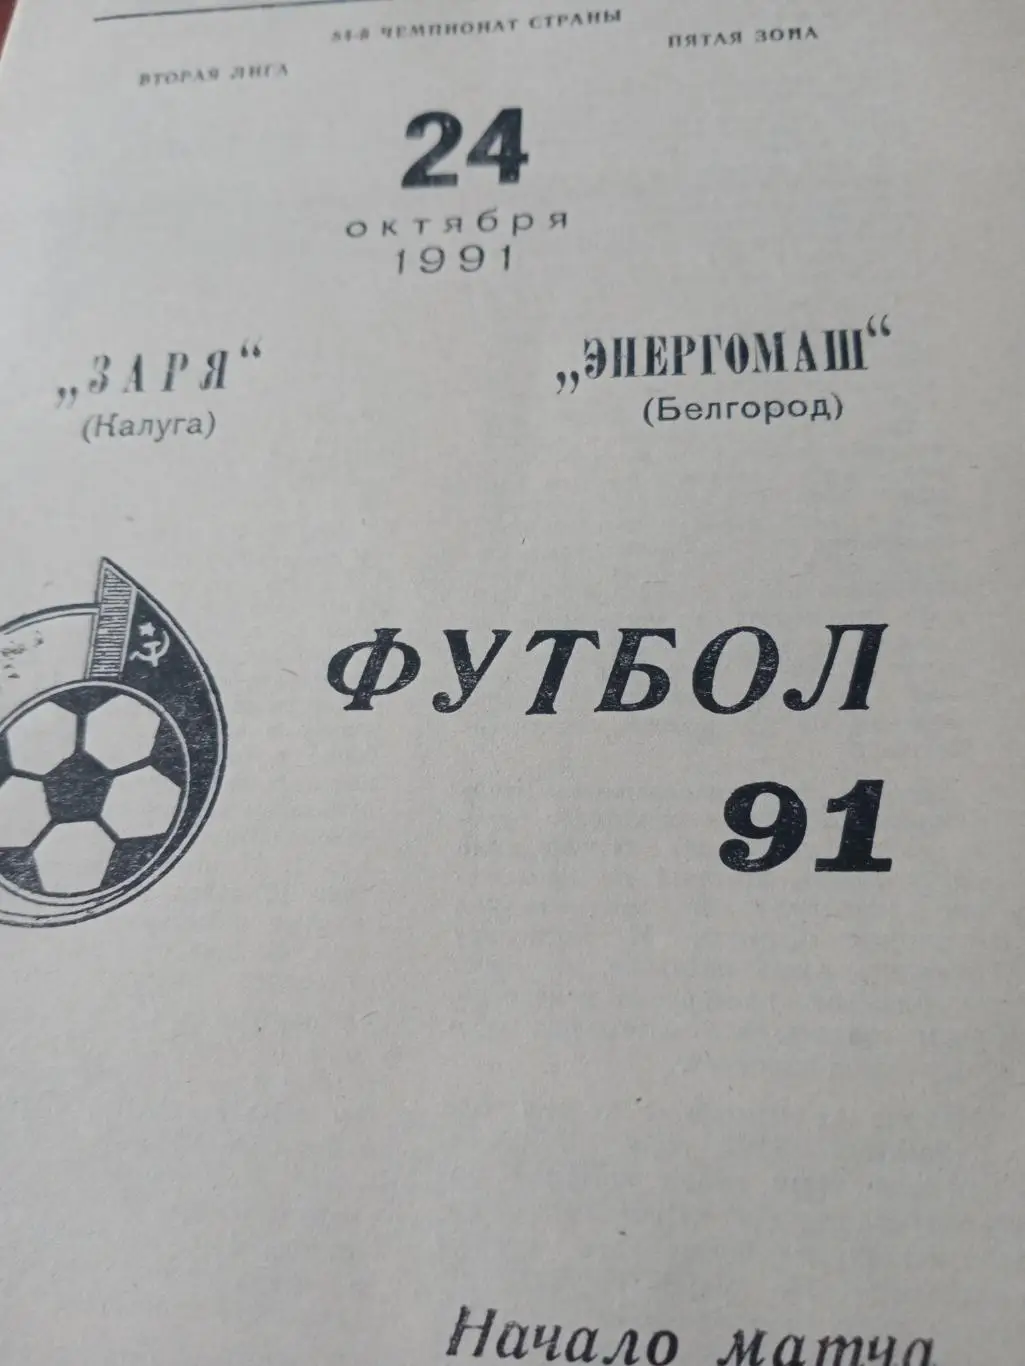 54-й ЧЕМПИОНАТ СТРАНЫ
ВТОРАЯ ЛИГА
ПЯТАЯ ЗОНА
24
октября
1991
„ЗАРЯ“
(Калуга)
„ЭНЕРГОМАШ“
(Белгород)
ФУТБОЛ
91
Начало матча